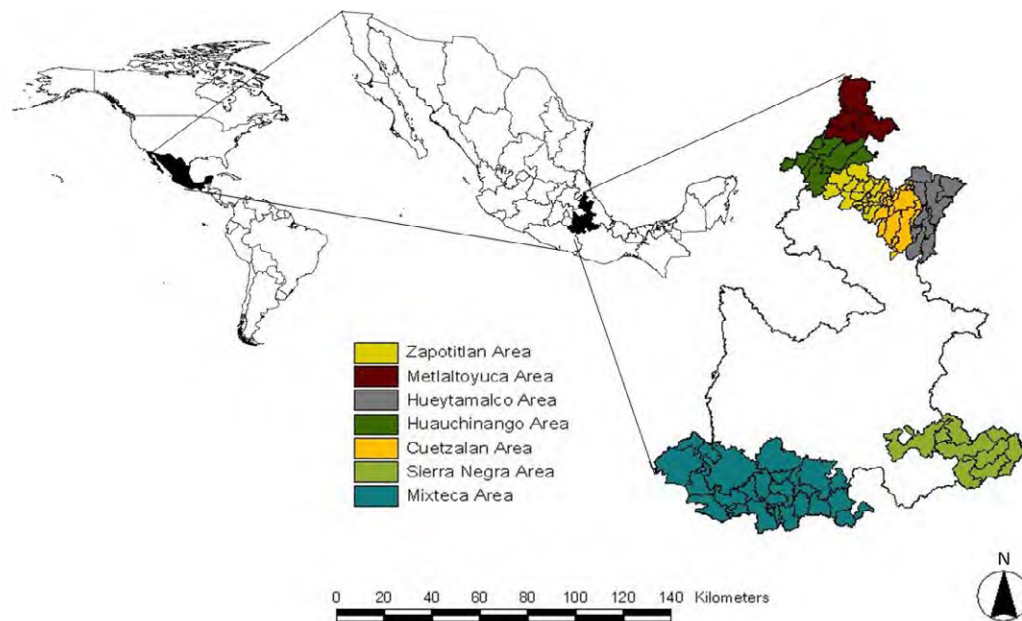 Zapotitlan Area
Metlaltoyuca Area
Hueytamalco Area
Huauchinango Area
Cuetzalan Area
Sierra Negra Area
Mixteca Area
N
0 20 40 60 80 100 120 140 Kilometers